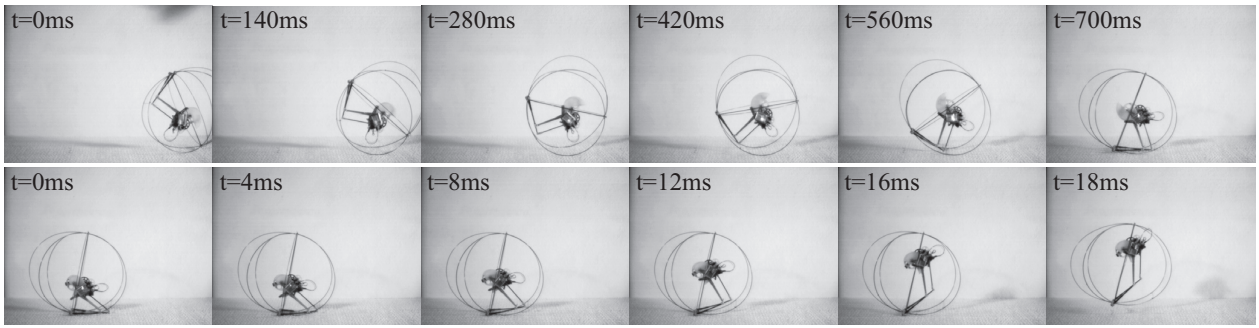 t=0ms
t=140ms
t=280ms
t=420ms
t=560ms
t=700ms
t=0ms
t=4ms
t=8ms
t=12ms
t=16ms
t=18ms